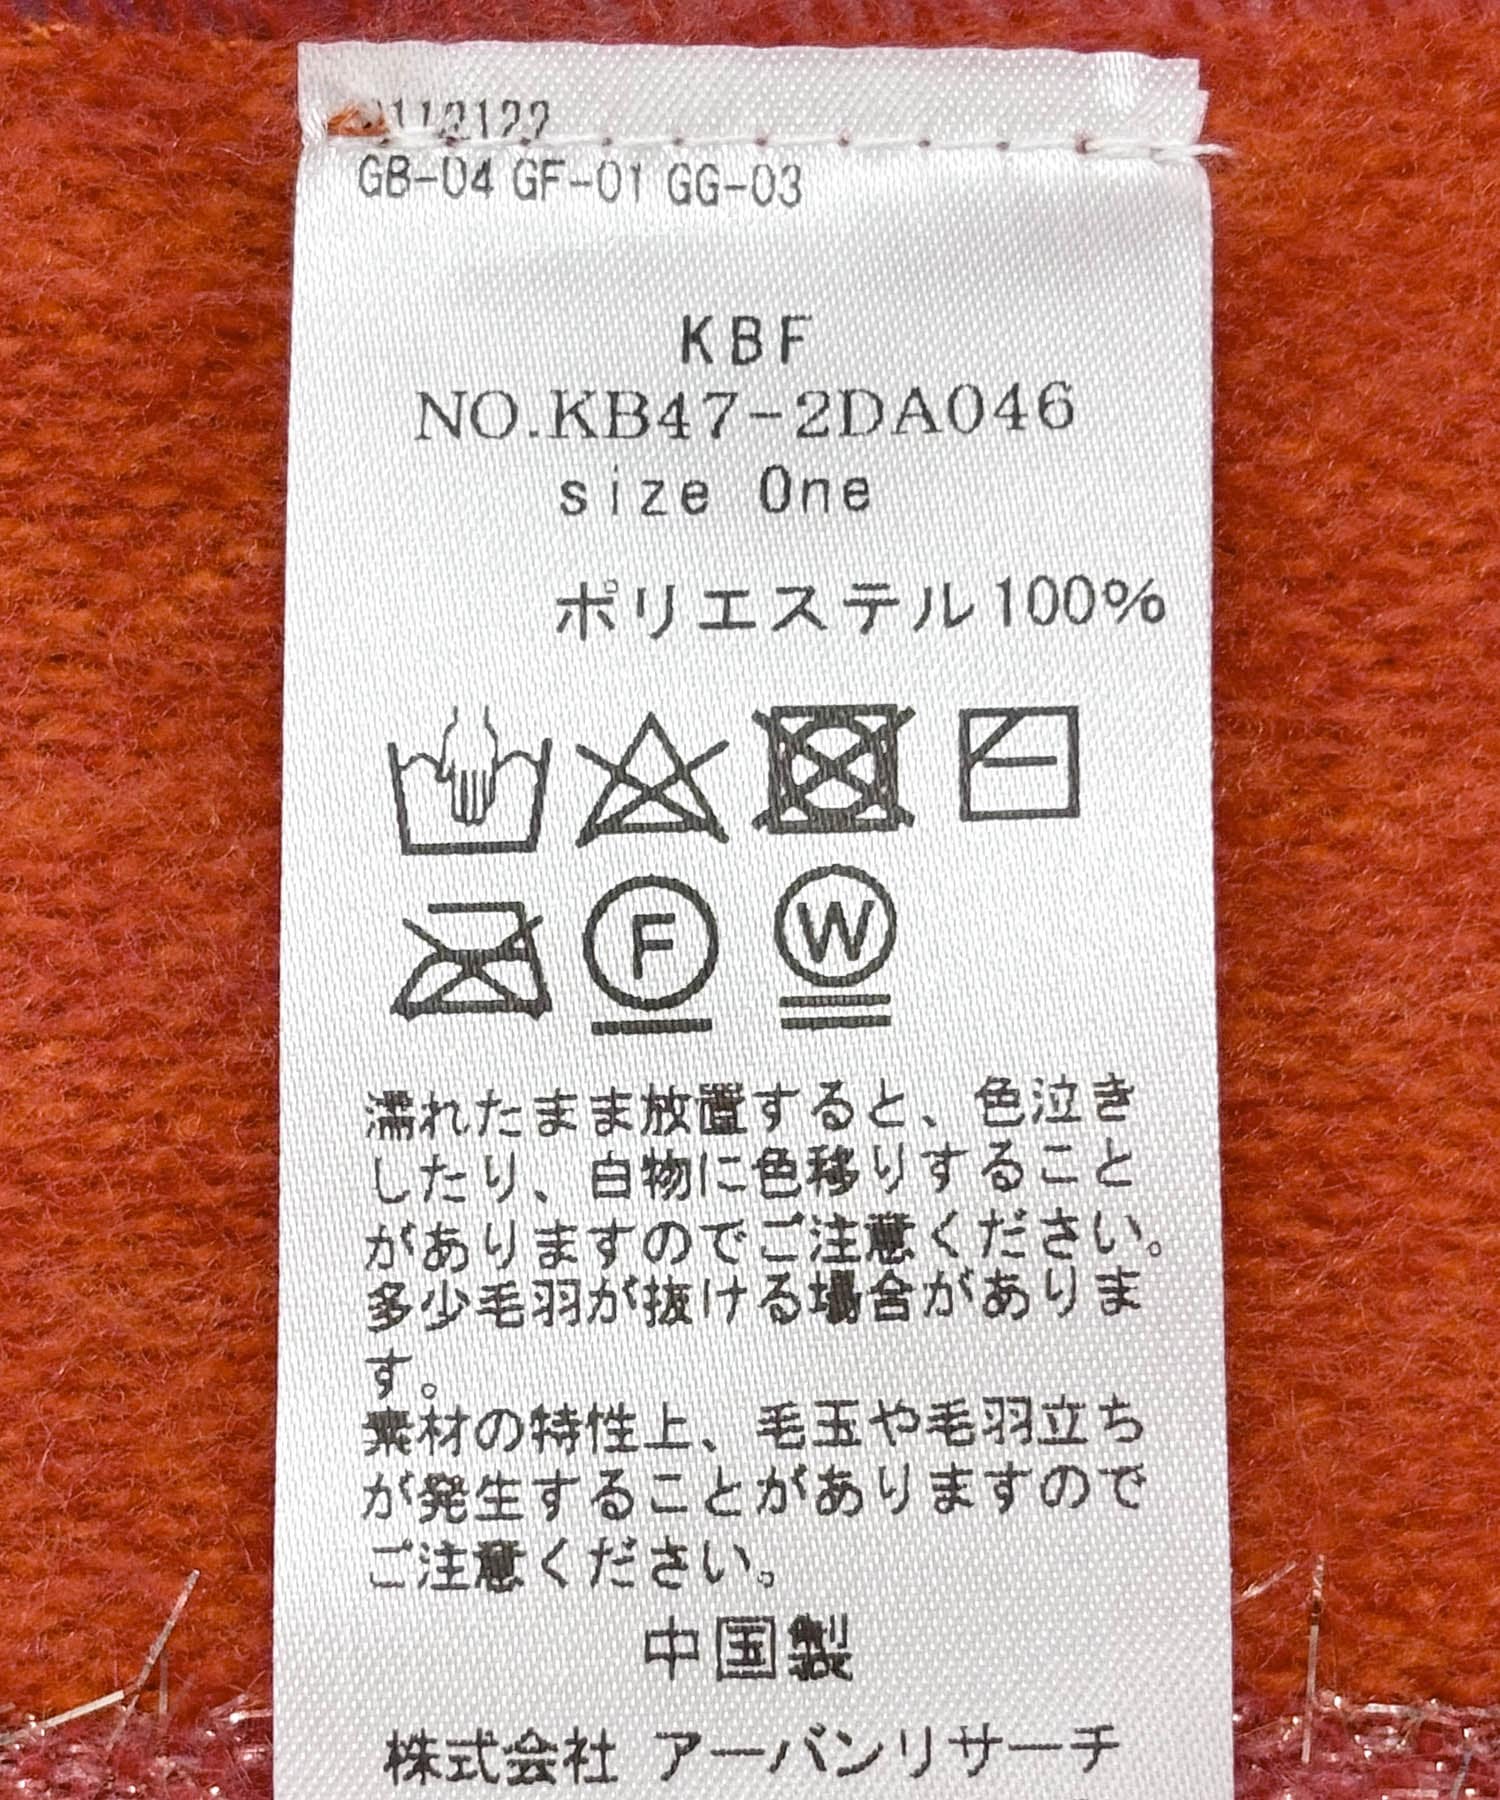 GB-04 GF-01 GG-03
KBF
NO.KB47-2DA046
size One
ポリエステル100%
F
W
濡れたまま放置すると、色泣き
したり、白物に色移りすること
がありますのでご注意ください。
多少毛羽が抜ける場合がありま
す。
素材の特性上、毛玉や毛羽立ち
が発生することがありますので
ご注意ください。
中国製
株式会社 アーバンリサーチ